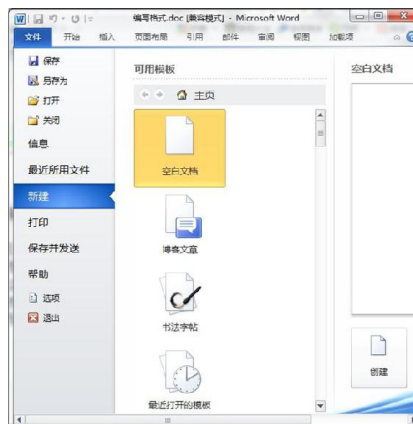 编写档式.doc [兼容模式] - Microsoft Word
文件 开始 插入 页面布局 引用 邮件 审阅 视图 加载项
保存
另存为
打开
关闭
信息
最近所用文件
新建
打印
保存并发送
帮助
选项
退出
可用模板
主页
空白文档
博客文章
书法字帖
最近打开的模板
空白文档
创建